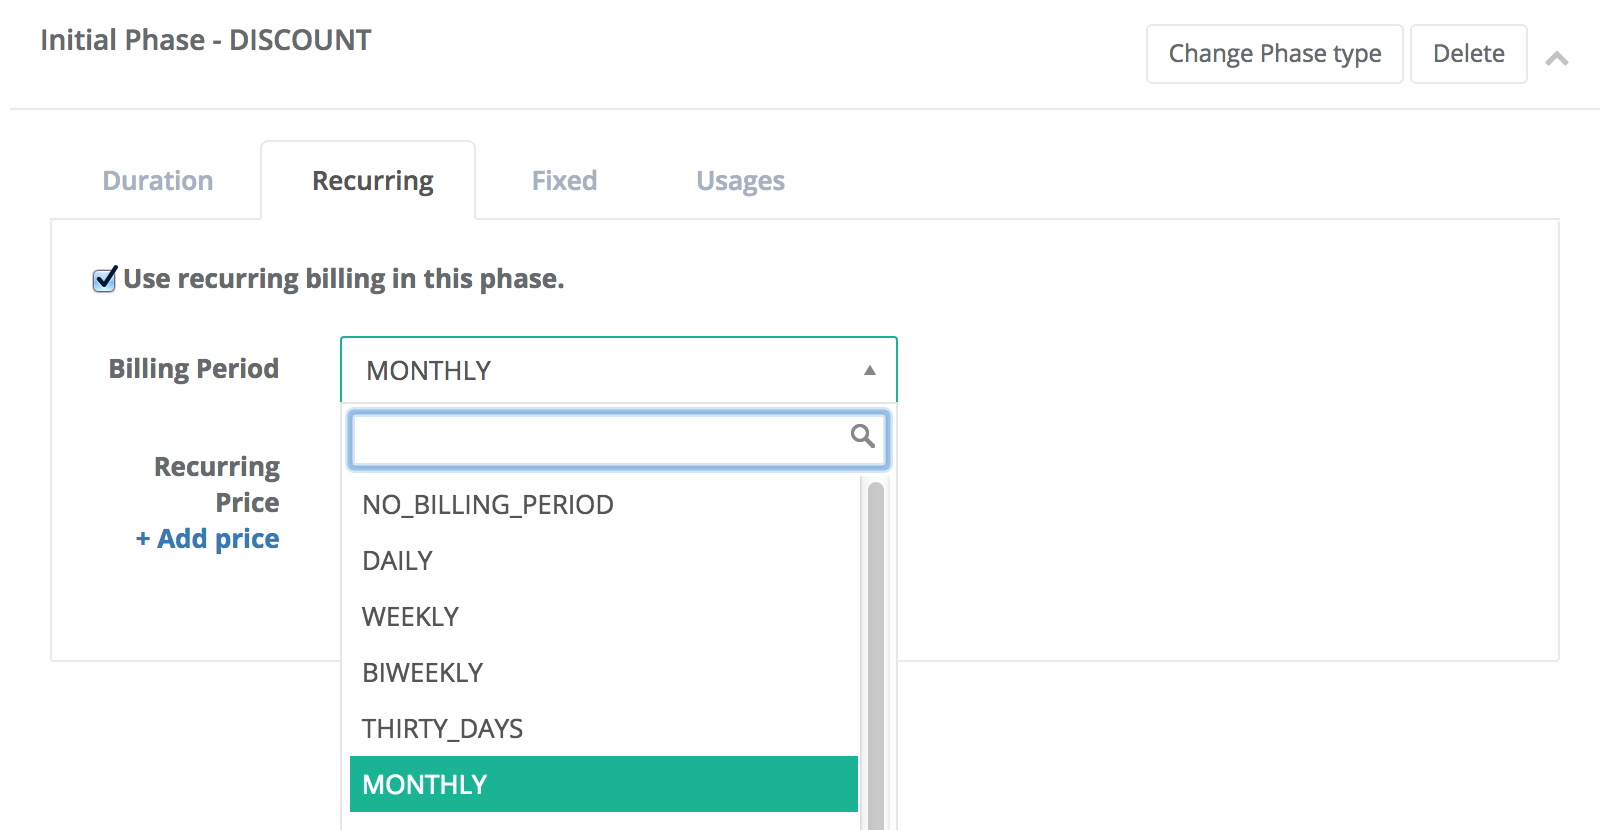 Initial Phase - DISCOUNT
Change Phase type
Delete
Duration
Recurring
Fixed
Usages
Use recurring billing in this phase.
Billing Period
MONTHLY
Recurring
Price
+ Add price
NO_BILLING_PERIOD
DAILY
WEEKLY
BIWEEKLY
THIRTY_DAYS
MONTHLY